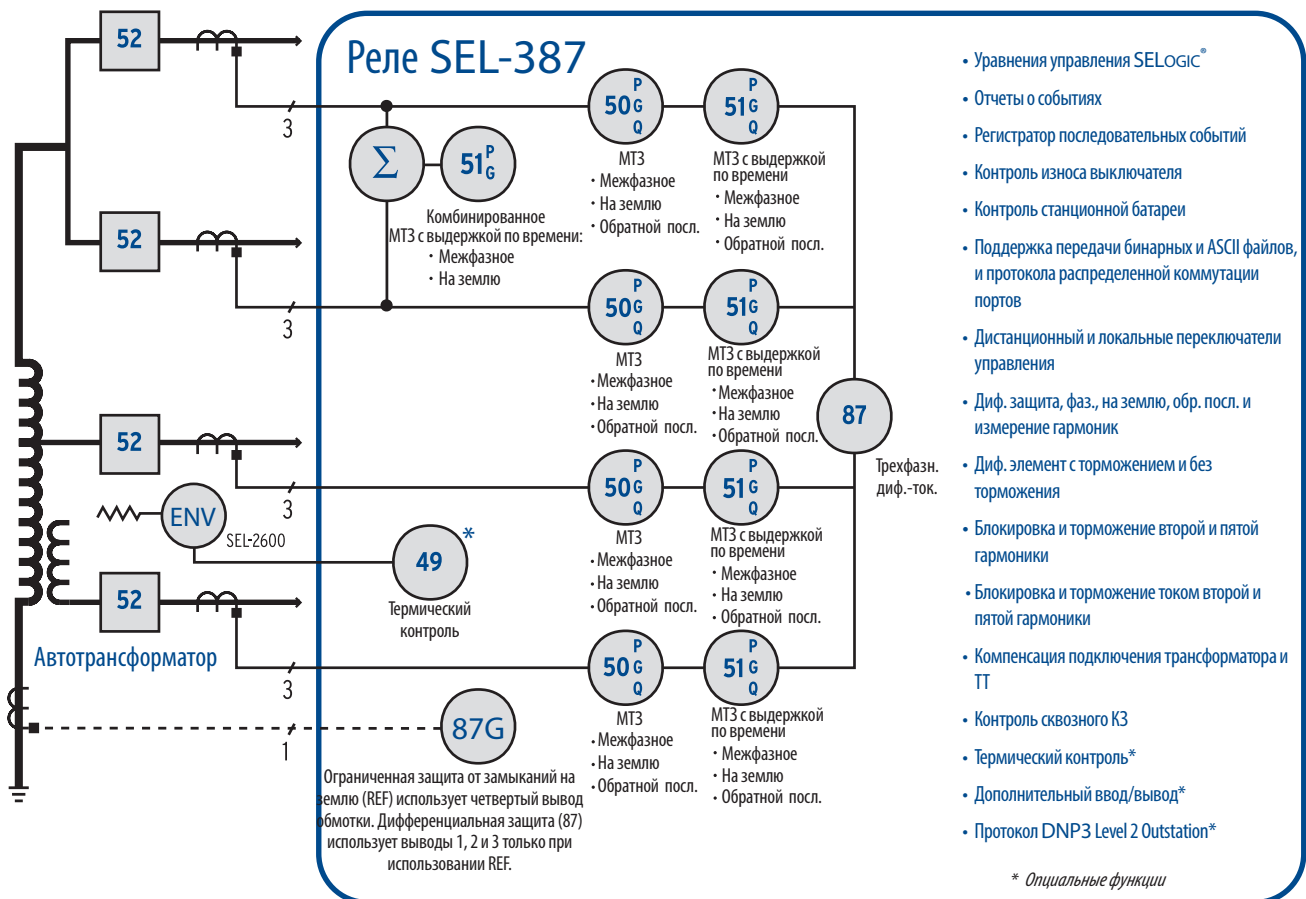 Реле SEL-387
52
3
50 P G Q
МТЗ
• Межфазное
• На землю
• Обратной посл.
51 P G Q
МТЗ с выдержкой
по времени
• Межфазное
• На землю
• Обратной посл.
Σ
51 P G
Комбинированное
МТЗ с выдержкой по времени:
• Межфазное
• На землю
52
3
50 P G Q
МТЗ
• Межфазное
• На землю
• Обратной посл.
51 P G Q
МТЗ с выдержкой
по времени
• Межфазное
• На землю
• Обратной посл.
87
Трехфазн.
диф.-ток.
52
3
50 P G Q
МТЗ
• Межфазное
• На землю
• Обратной посл.
51 P G Q
МТЗ с выдержкой
по времени
• Межфазное
• На землю
• Обратной посл.
ENV
SEL-2600
49 *
Термический
контроль
52
3
50 P G Q
МТЗ
• Межфазное
• На землю
• Обратной посл.
51 P G Q
МТЗ с выдержкой
по времени
• Межфазное
• На землю
• Обратной посл.
Автотрансформатор
1
87G
Ограниченная защита от замыканий на
землю (REF) использует четвертый вывод
обмотки. Дифференциальная защита (87)
использует выводы 1, 2 и 3 только при
использовании REF.
• Уравнения управления SELOGIC®
• Отчеты о событиях
• Регистратор последовательных событий
• Контроль износа выключателя
• Контроль станционной батареи
• Поддержка передачи бинарных и ASCII файлов,
и протокола распределенной коммутации
портов
• Дистанционный и локальные переключатели
управления
• Диф. защита, фаз., на землю, обр. посл. и
измерение гармоник
• Диф. элемент с торможением и без
торможения
• Блокировка и торможение второй и пятой
гармоники
• Блокировка и торможение током второй и
пятой гармоники
• Компенсация подключения трансформатора и
ТТ
• Контроль сквозного КЗ
• Термический контроль*
• Дополнительный ввод/вывод*
• Протокол DNP3 Level 2 Outstation*
* Опциальные функции